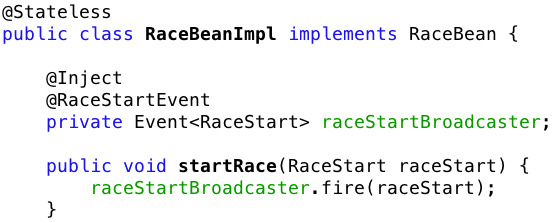 @Stateless
public class RaceBeanImpl implements RaceBean {
@Inject
@RaceStartEvent
private Event<RaceStart> raceStartBroadcaster;
public void startRace(RaceStart raceStart) {
raceStartBroadcaster.fire(raceStart);
}